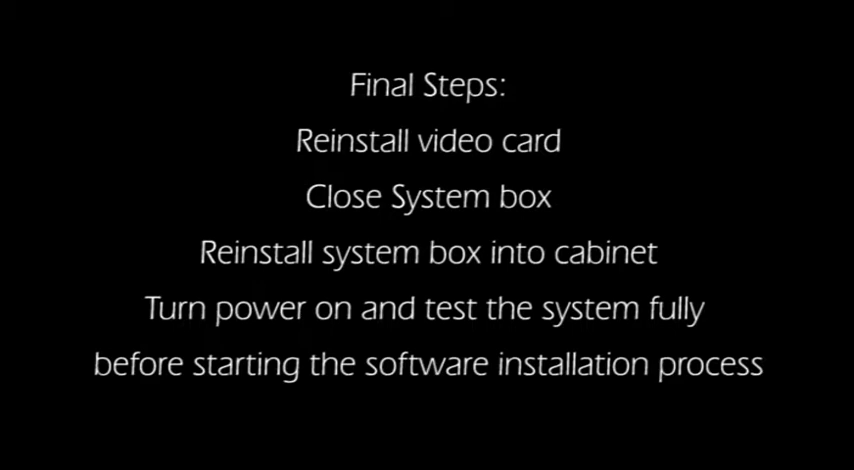 Final Steps:
Reinstall video card
Close System box
Reinstall system box into cabinet
Turn power on and test the system fully
before starting the software installation process